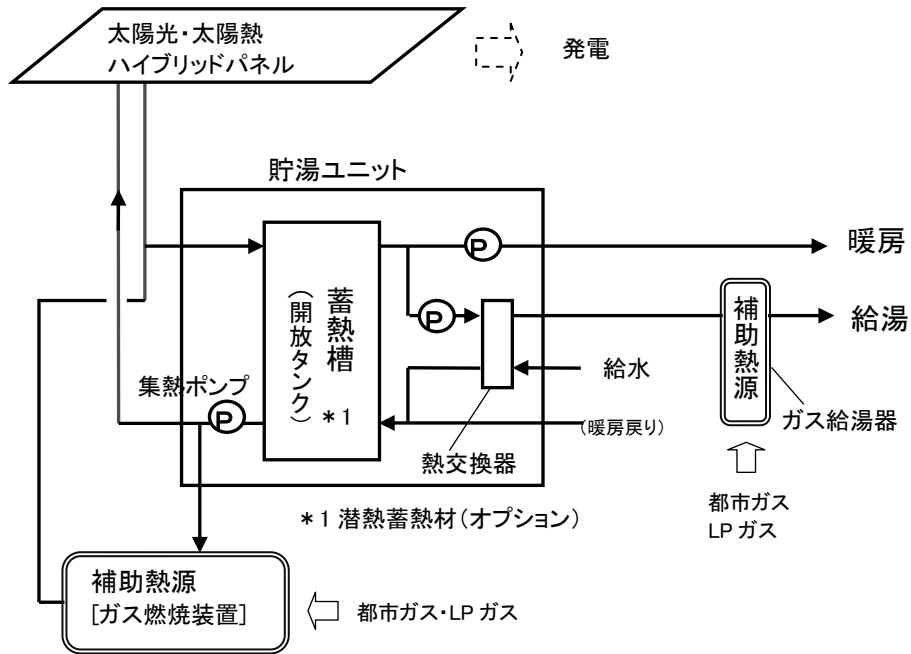 太陽光・太陽熱
ハイブリッドパネル
発電
貯湯ユニット
P
暖房
蓄熱槽
（開放タンク）
*1
P
補助熱源
給湯
給水
集熱ポンプ
P
（暖房戻り）
ガス給湯器
熱交換器
*1 潜熱蓄熱材（オプション）
都市ガス
LPガス
補助熱源
[ガス燃焼装置]
都市ガス・LPガス